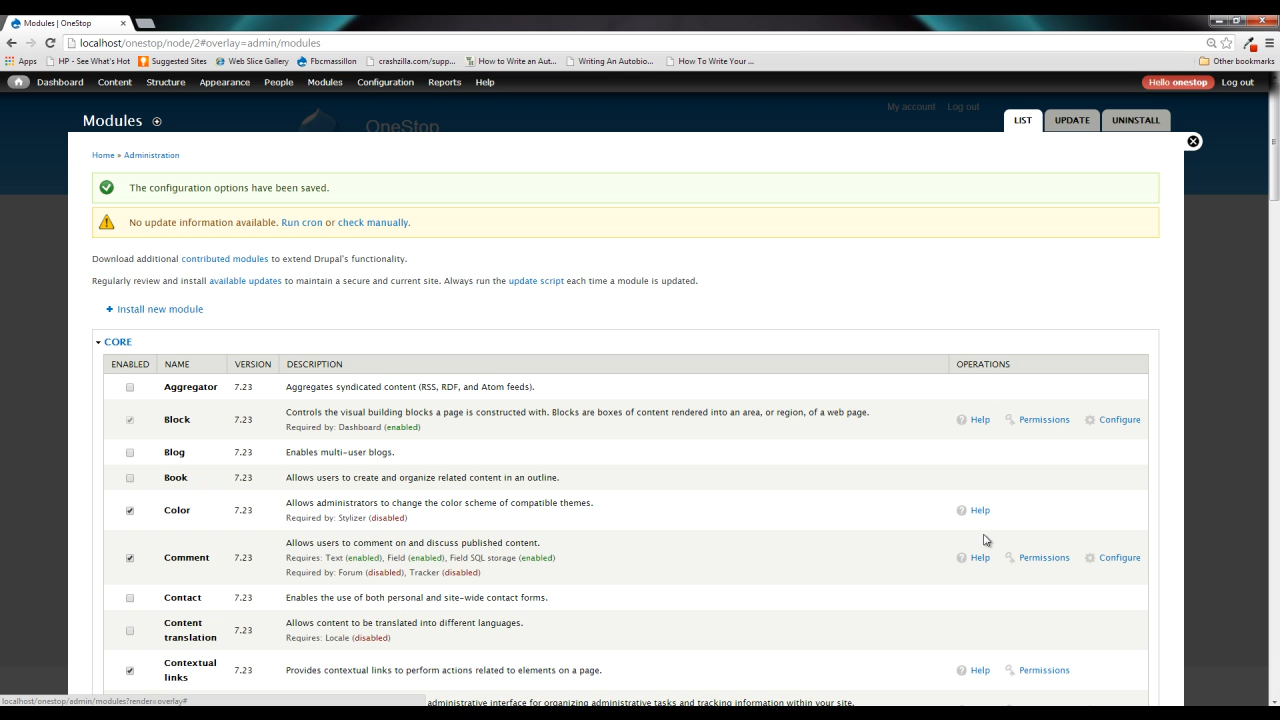 Modules | OneStop
localhost/onestop/node/2#overlay=admin/modules
Apps HP - See What's Hot Suggested Sites Web Slice Gallery Fbcmassillon crashzilla.com/supp... How to Write an Aut... Writing An Autobio... How To Write Your ... Other bookmarks
Dashboard Content Structure Appearance People Modules Configuration Reports Help Hello onestop Log out
My account Log out
Modules LIST UPDATE UNINSTALL
OneStop
Home » Administration
The configuration options have been saved.
No update information available. Run cron or check manually.
Download additional contributed modules to extend Drupal's functionality.
Regularly review and install available updates to maintain a secure and current site. Always run the update script each time a module is updated.
+ Install new module
CORE
ENABLED NAME VERSION DESCRIPTION OPERATIONS
Aggregator 7.23 Aggregates syndicated content (RSS, RDF, and Atom feeds).
Block 7.23 Controls the visual building blocks a page is constructed with. Blocks are boxes of content rendered into an area, or region, of a web page. Help Permissions Configure
Required by: Dashboard (enabled)
Blog 7.23 Enables multi-user blogs.
Book 7.23 Allows users to create and organize related content in an outline.
Color 7.23 Allows administrators to change the color scheme of compatible themes. Help
Required by: Stylizer (disabled)
Comment 7.23 Allows users to comment on and discuss published content. Help Permissions Configure
Requires: Text (enabled), Field (enabled), Field SQL storage (enabled)
Required by: Forum (disabled), Tracker (disabled)
Contact 7.23 Enables the use of both personal and site-wide contact forms.
Content translation 7.23 Allows content to be translated into different languages.
Requires: Locale (disabled)
Contextual links 7.23 Provides contextual links to perform actions related to elements on a page. Help Permissions
localhost/onestop/admin/modules?render=overlay#
administrative interface for organizing administrative tasks and tracking information within your site.